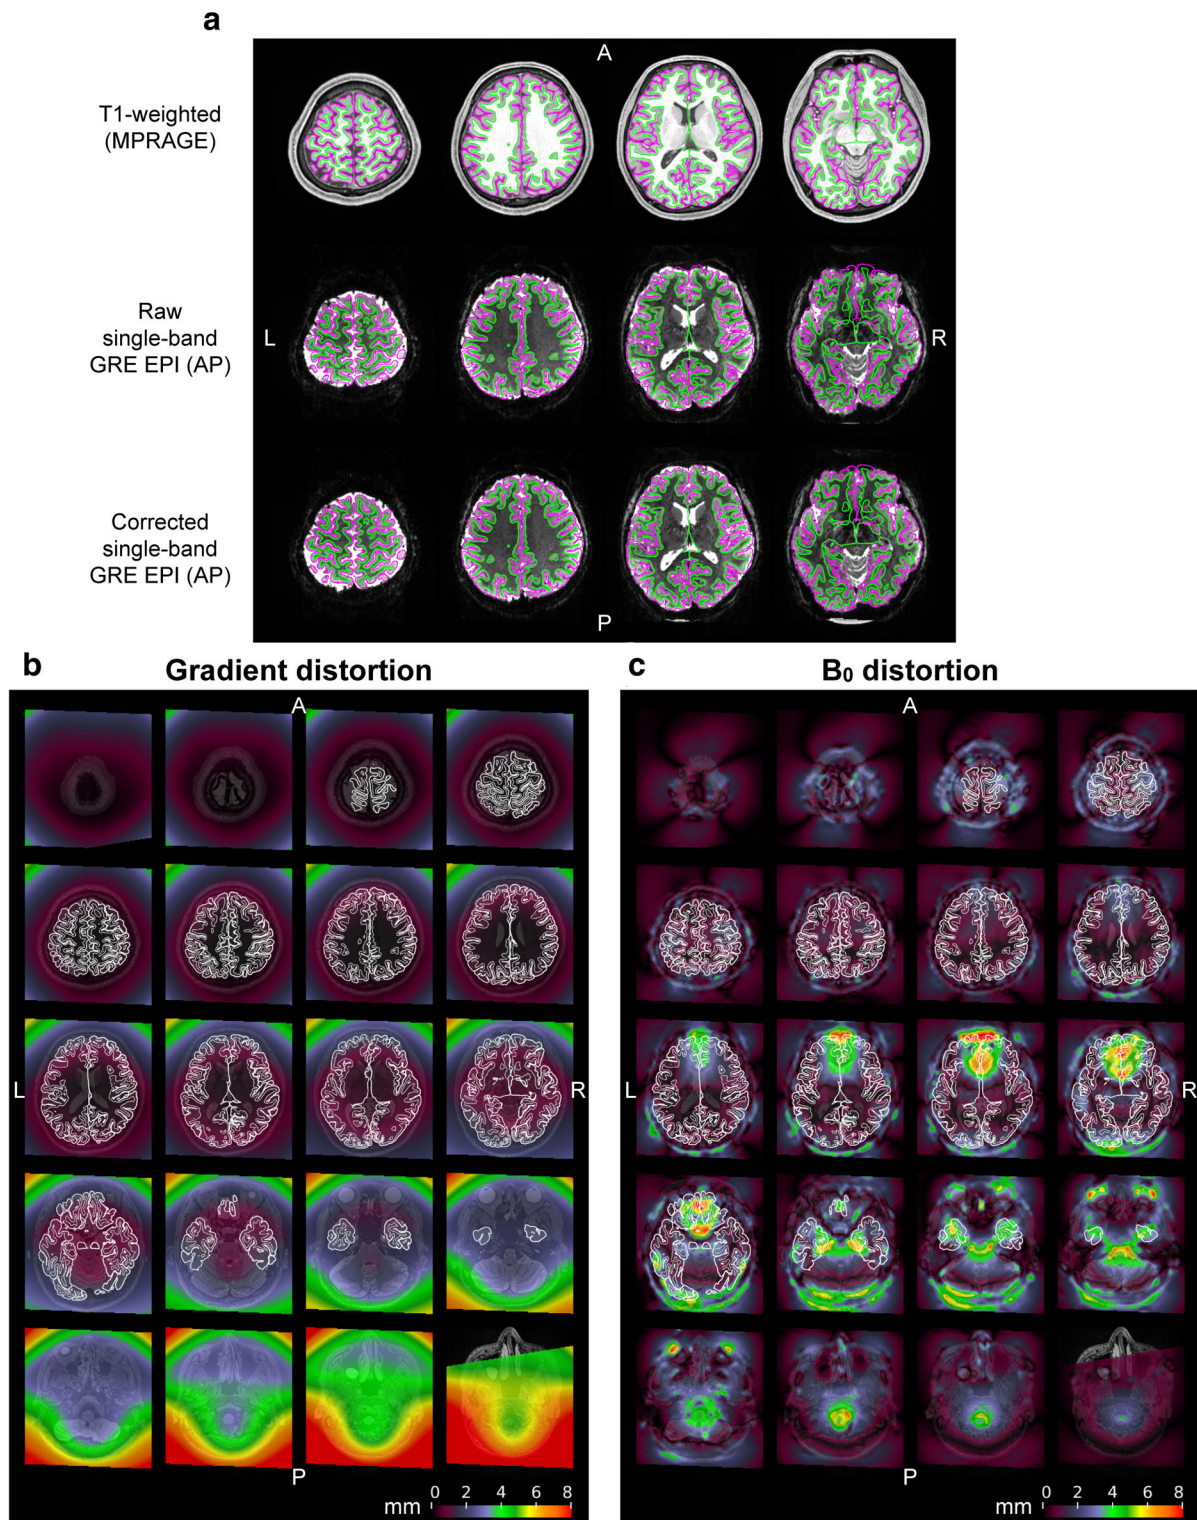 a
A
T1-weighted
(MPRAGE)
Raw
single-band
GRE EPI (AP)
L
R
Corrected
single-band
GRE EPI (AP)
P
b
Gradient distortion
A
L
R
P
mm
0 2 4 6 8
c
B₀ distortion
A
L
R
P
mm
0 2 4 6 8